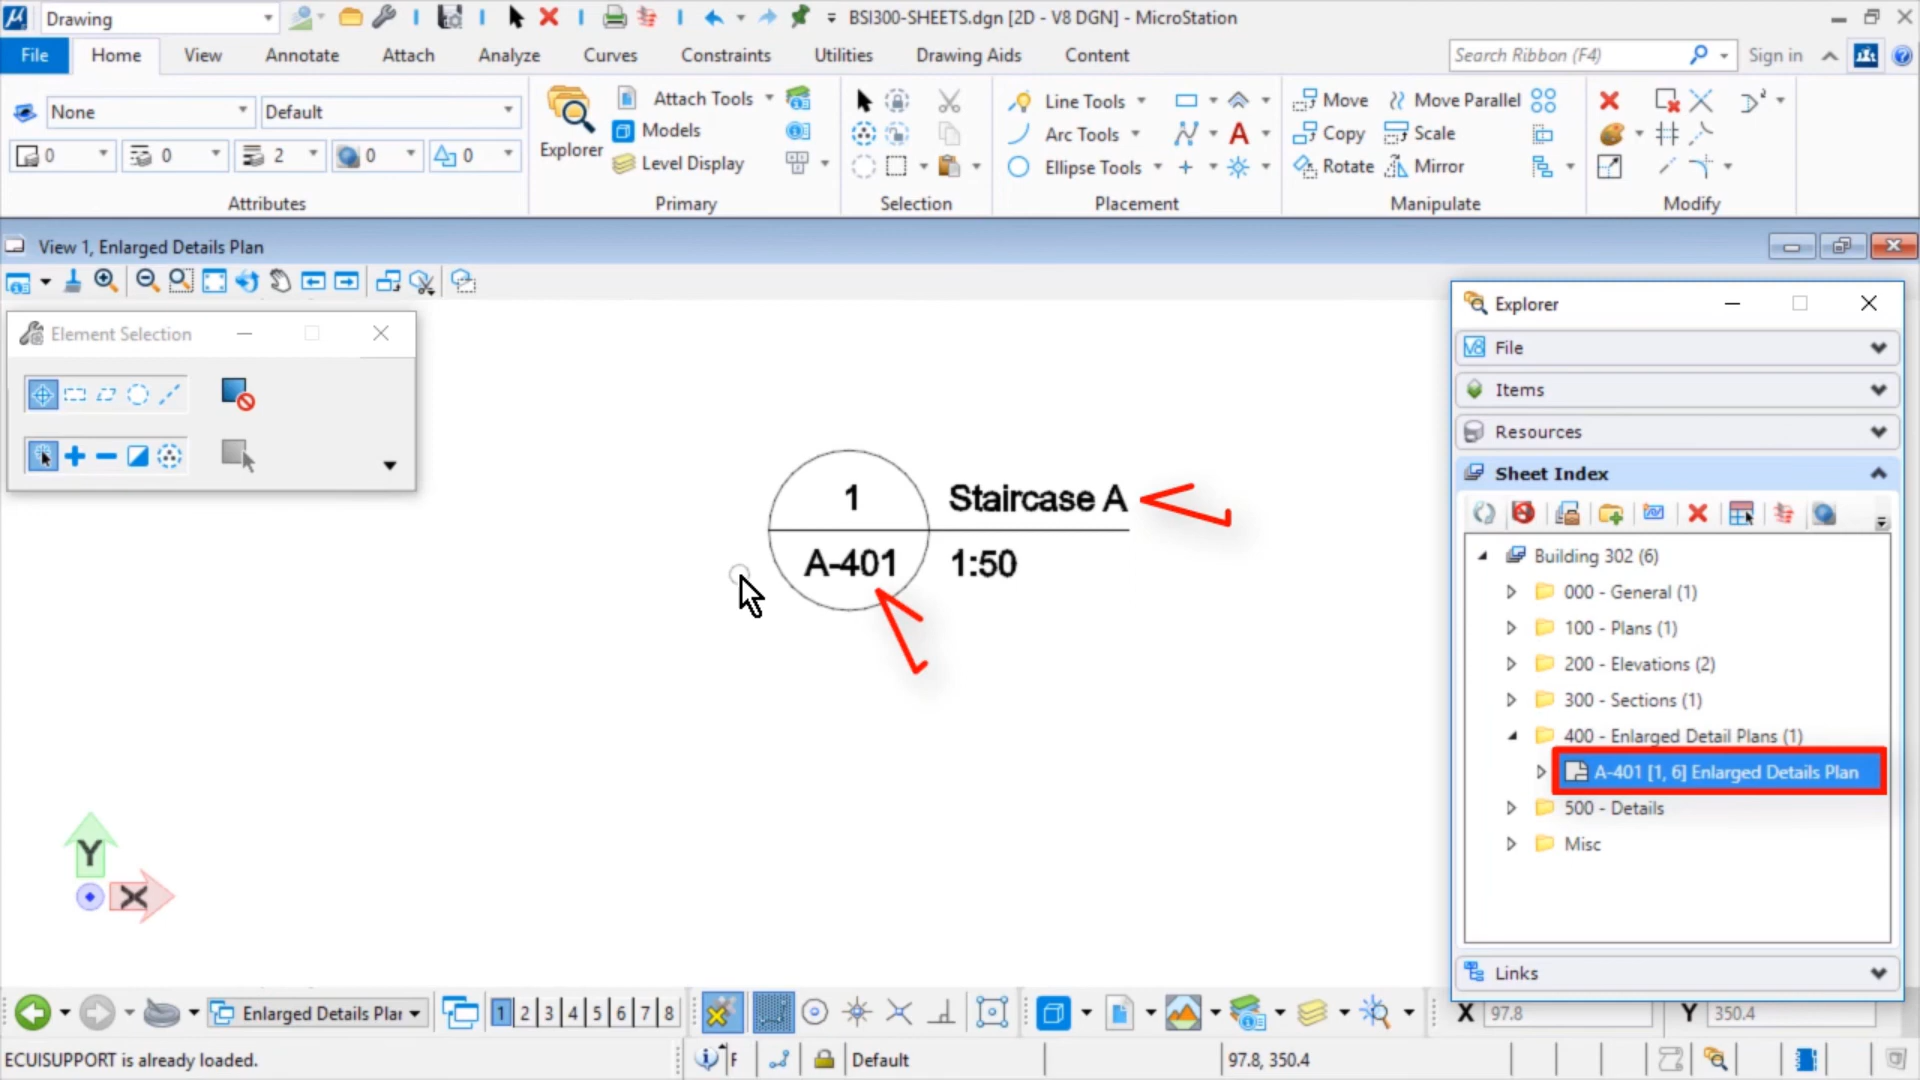 Drawing
BSI300-SHEETS.dgn [2D - V8 DGN] - MicroStation
File Home View Annotate Attach Analyze Curves Constraints Utilities Drawing Aids Content
Search Ribbon (F4)
Sign in
None Default
0 0 2 0 0
Attributes
Explorer
Attach Tools
Models
Level Display
Primary
Selection
Line Tools
Arc Tools
Ellipse Tools
Placement
Move Move Parallel
Copy Scale
Rotate Mirror
Manipulate
Modify
View 1, Enlarged Details Plan
Element Selection
1
Staircase A
A-401
1:50
Y
X
Explorer
File
Items
Resources
Sheet Index
Building 302 (6)
000 - General (1)
100 - Plans (1)
200 - Elevations (2)
300 - Sections (1)
400 - Enlarged Detail Plans (1)
A-401 [1, 6] Enlarged Details Plan
500 - Details
Misc
Links
Enlarged Details Plar
1 2 3 4 5 6 7 8
X 97.8 Y 350.4
ECUISUPPORT is already loaded.
F
Default
97.8, 350.4